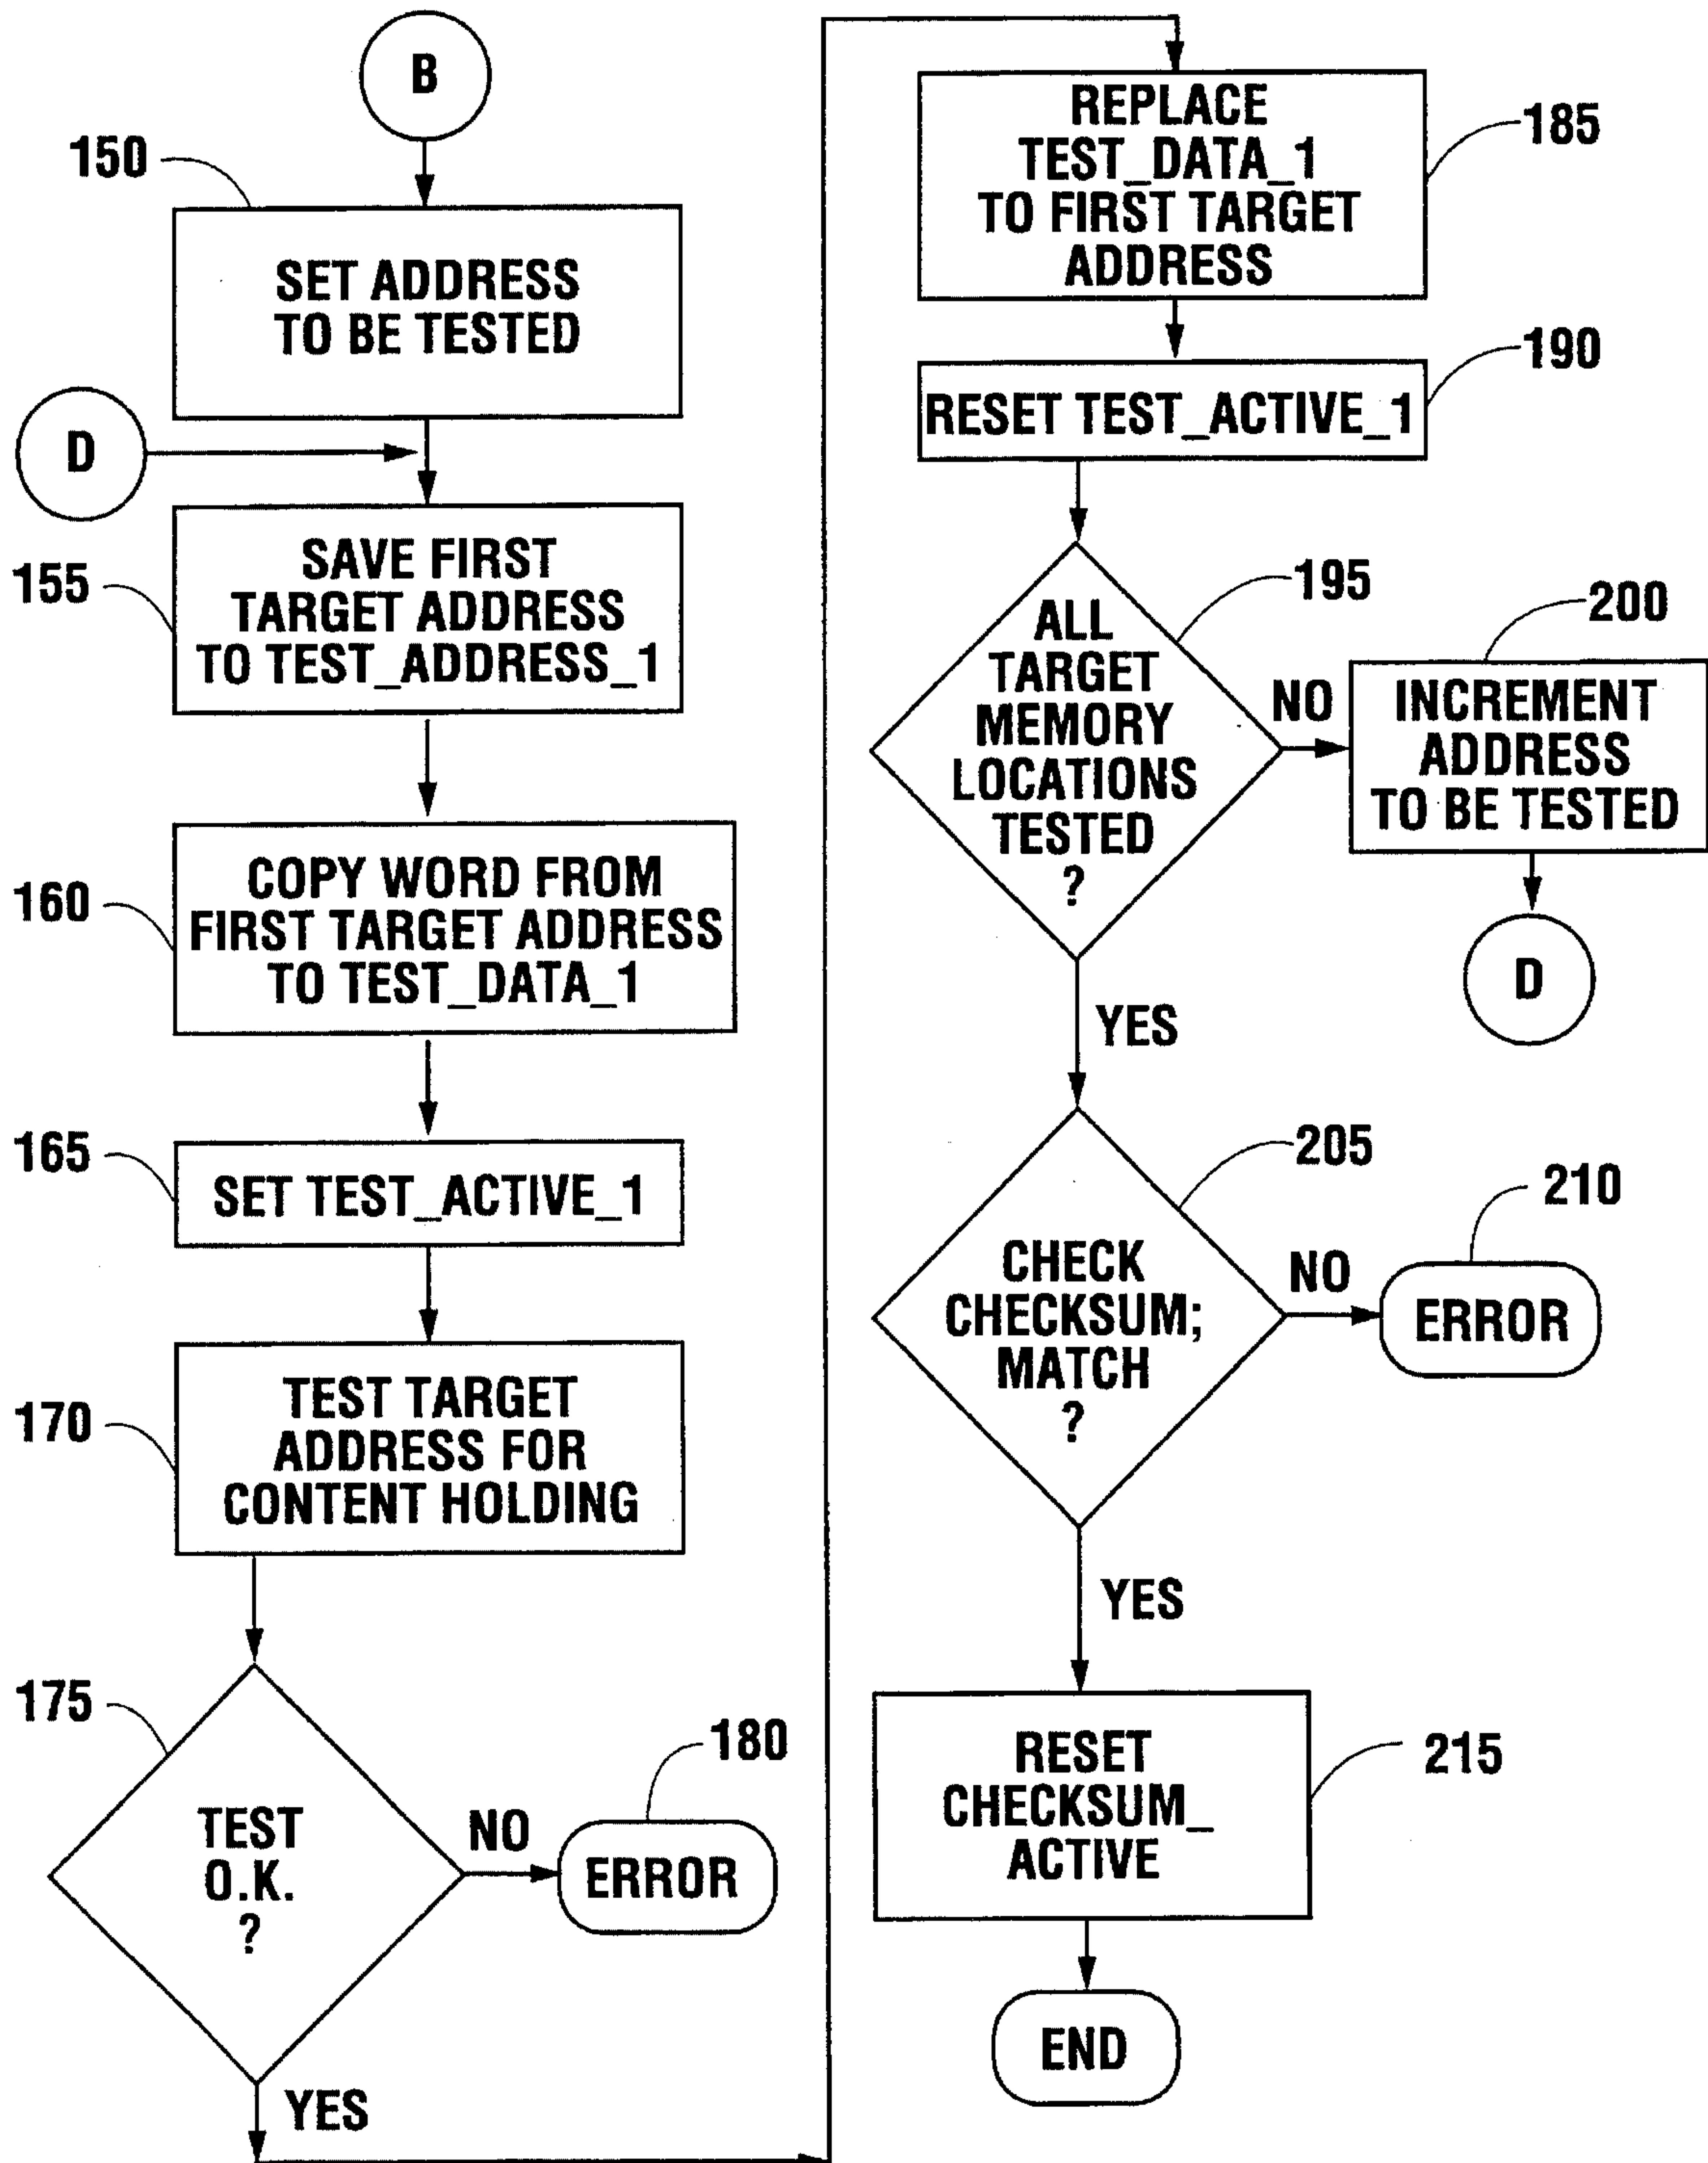 B
150
SET ADDRESS
TO BE TESTED
D
155
SAVE FIRST
TARGET ADDRESS
TO TEST_ADDRESS_1
160
COPY WORD FROM
FIRST TARGET ADDRESS
TO TEST_DATA_1
165
SET TEST_ACTIVE_1
170
TEST TARGET
ADDRESS FOR
CONTENT HOLDING
175
TEST
O.K.
?
NO
180
ERROR
YES
REPLACE
TEST_DATA_1
TO FIRST TARGET
ADDRESS
185
RESET TEST_ACTIVE_1
190
ALL
TARGET
MEMORY
LOCATIONS
TESTED
?
195
NO
200
INCREMENT
ADDRESS
TO BE TESTED
D
YES
CHECK
CHECKSUM;
MATCH
?
205
NO
210
ERROR
YES
RESET
CHECKSUM_
ACTIVE
215
END